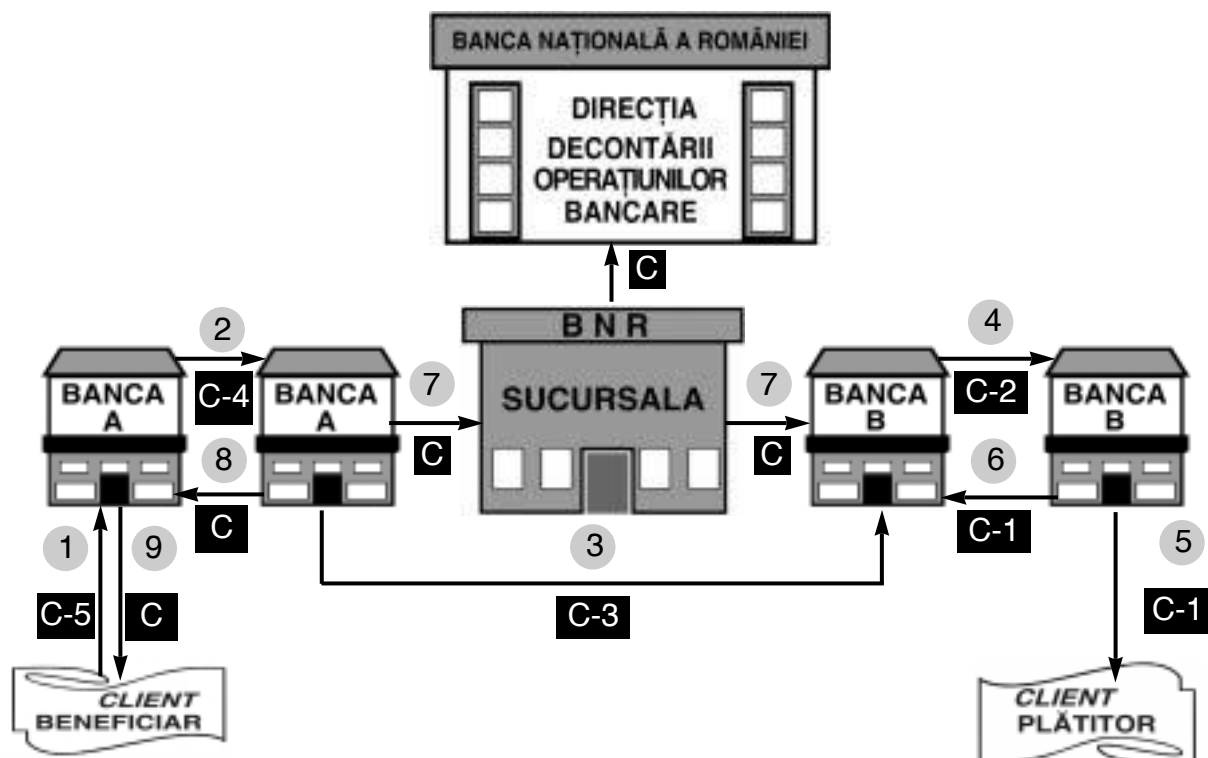 BANCA NAȚIONALĂ A ROMÂNIEI
DIRECȚIA
DECONTĂRII
OPERAȚIUNILOR
BANCARE
C
B N R
SUCURSALA
2
C-4
BANCA
A
BANCA
A
7
C
7
C
BANCA
B
BANCA
B
4
C-2
8
C
6
C-1
1
9
C-5
C
3
C-3
5
C-1
CLIENT
BENEFICIAR
CLIENT
PLĂTITOR